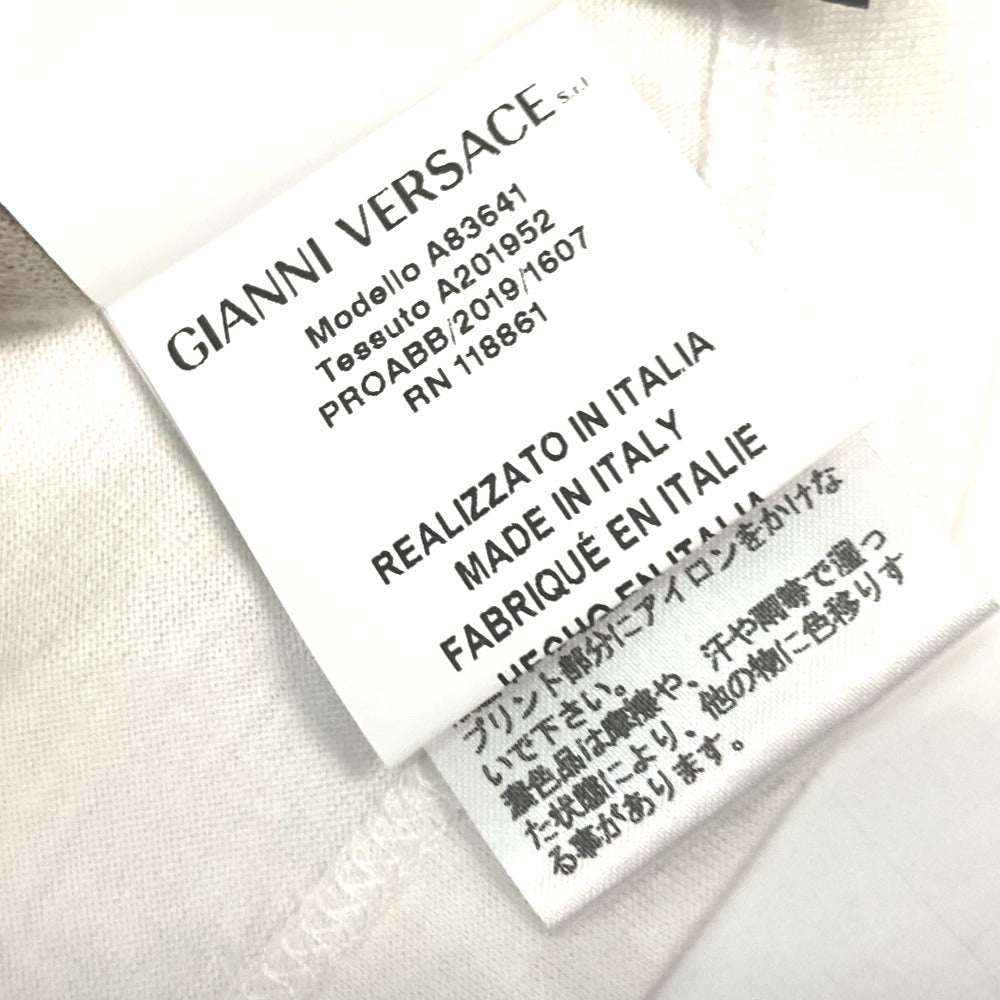 GIANNI VERSACE S.r.l
Modello A83641
Tessuto A201952
PROABB/2019/1607
RN 118861
REALIZZATO IN ITALIA
MADE IN ITALY
FABRIQUÉ EN ITALIE
HECHO EN ITALIA
プリント部分にアイロンをかけな
いで下さい。
濃色品は摩擦や、汗や雨等で湿っ
た状態により、他の物に色移りす
る事があります。